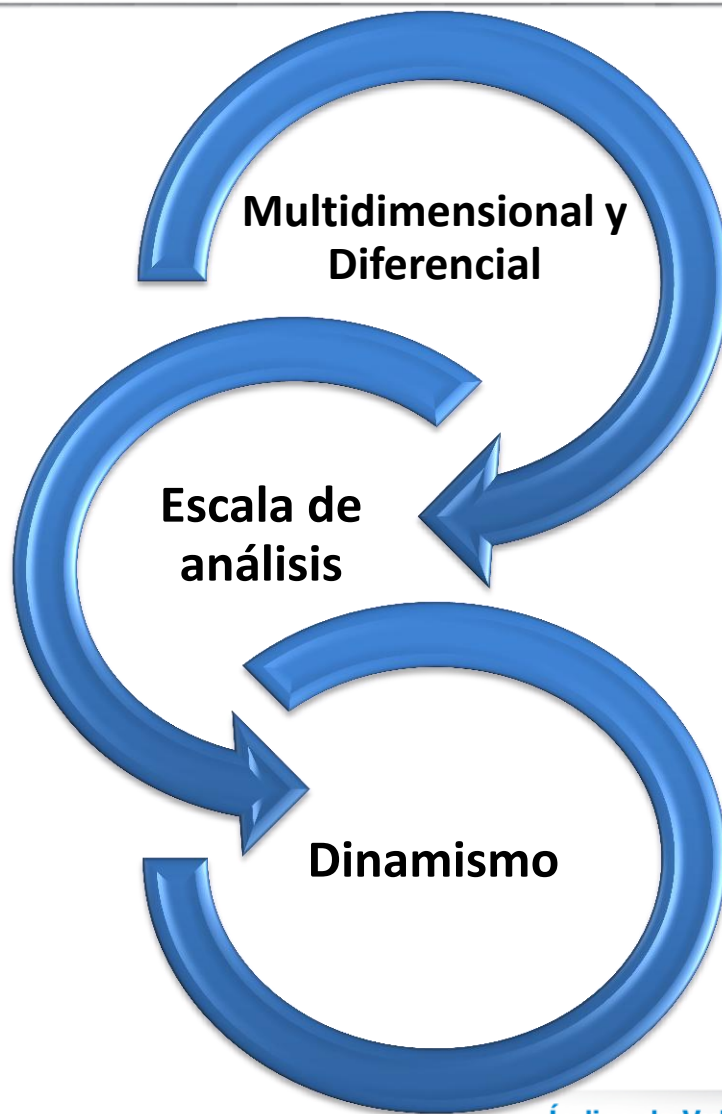 Multidimensional y
Diferencial
Escala de
análisis
Dinamismo